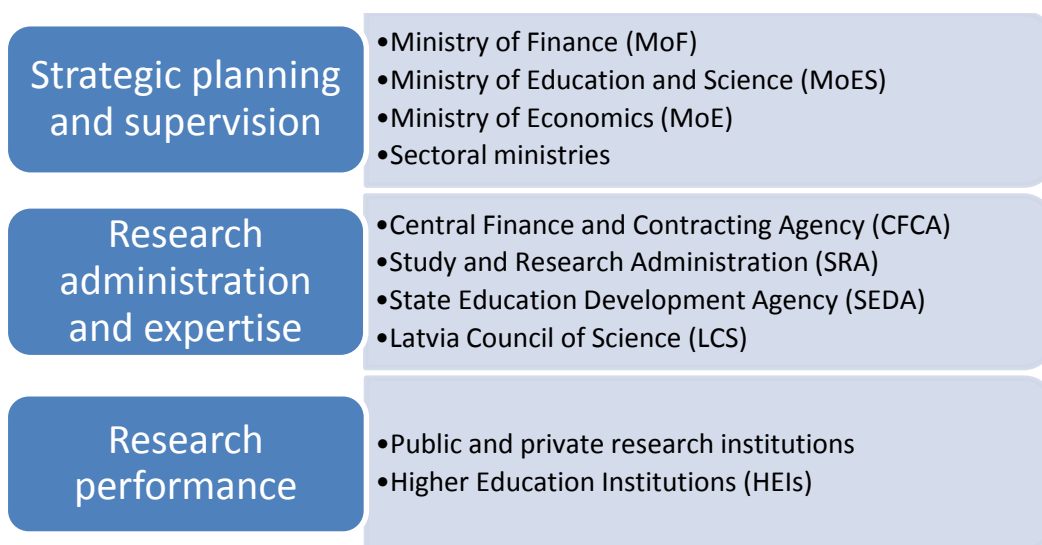 Strategic planning
and supervision
•Ministry of Finance (MoF)
•Ministry of Education and Science (MoES)
•Ministry of Economics (MoE)
•Sectoral ministries
Research
administration
and expertise
•Central Finance and Contracting Agency (CFCA)
•Study and Research Administration (SRA)
•State Education Development Agency (SEDA)
•Latvia Council of Science (LCS)
Research
performance
•Public and private research institutions
•Higher Education Institutions (HEIs)